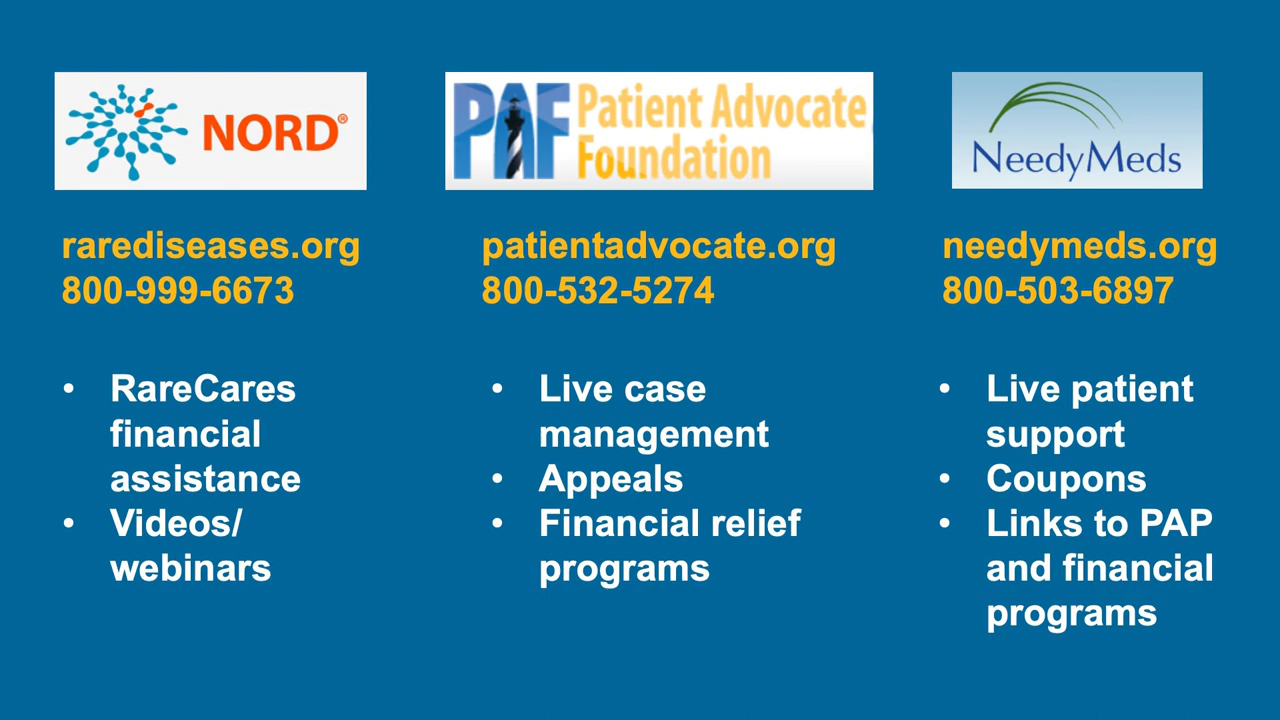 NORD®
rarediseases.org
800-999-6673
• RareCares
financial
assistance
• Videos/
webinars
PAF Patient Advocate
Foundation
patientadvocate.org
800-532-5274
• Live case
management
• Appeals
• Financial relief
programs
NeedyMeds
needymeds.org
800-503-6897
• Live patient
support
• Coupons
• Links to PAP
and financial
programs